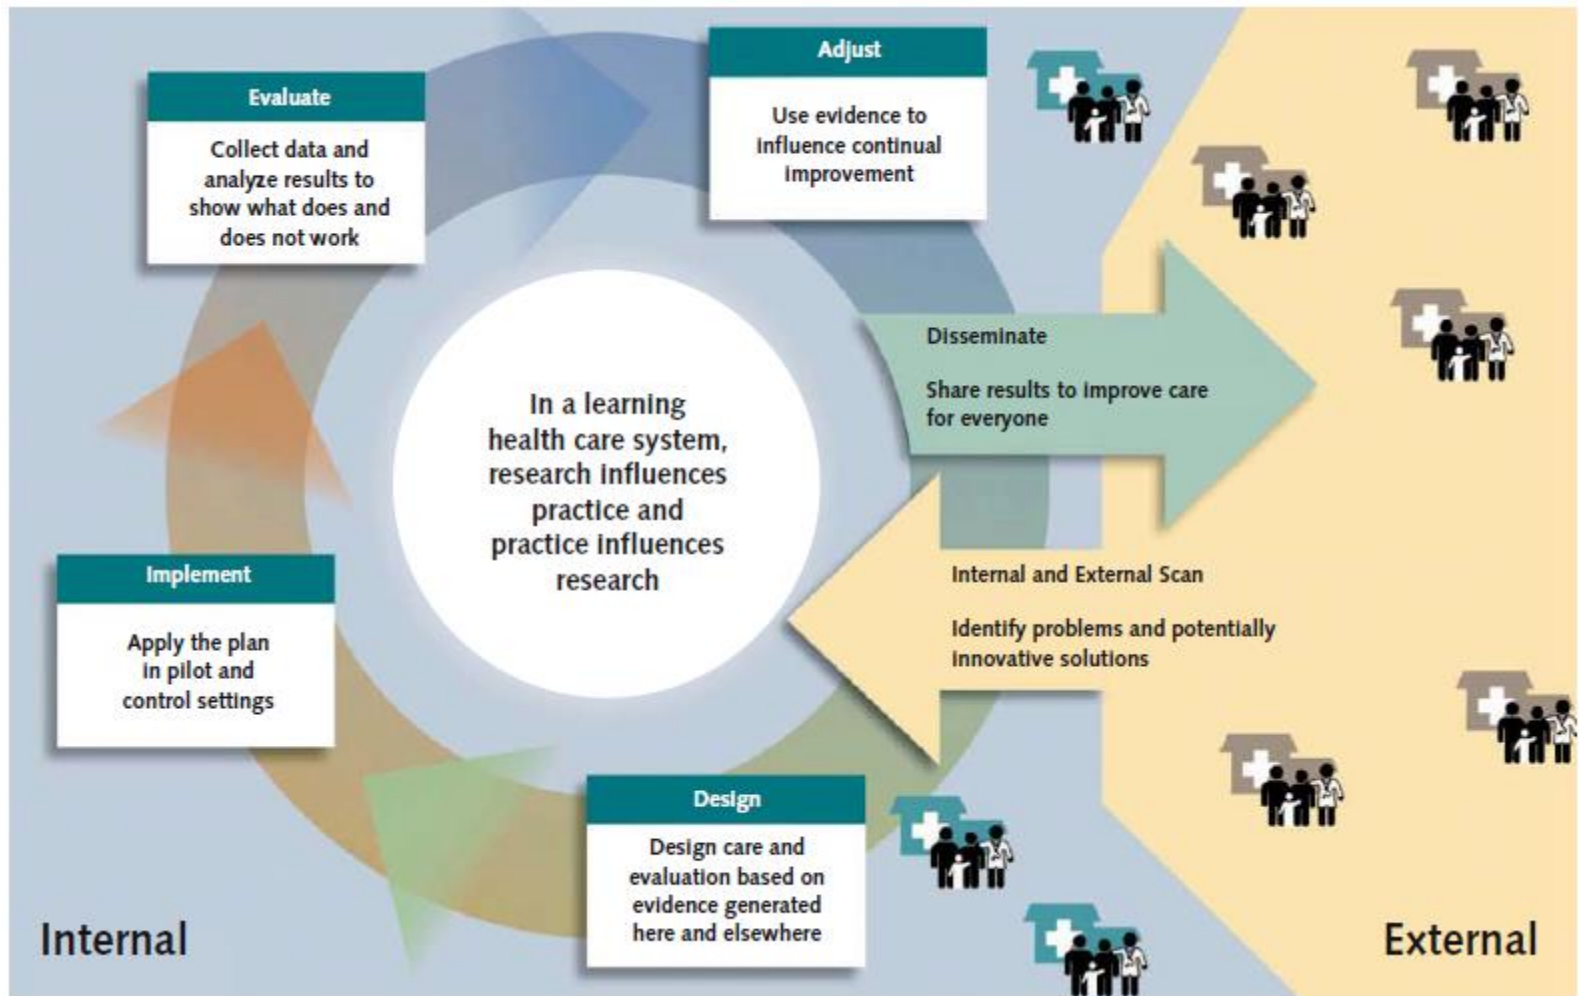 Adjust
Use evidence to
influence continual
improvement
Evaluate
Collect data and
analyze results to
show what does and
does not work
Disseminate
Share results to improve care
for everyone
In a learning
health care system,
research influences
practice and
practice influences
research
Internal and External Scan
Identify problems and potentially
innovative solutions
Implement
Apply the plan
in pilot and
control settings
Design
Design care and
evaluation based on
evidence generated
here and elsewhere
Internal
External